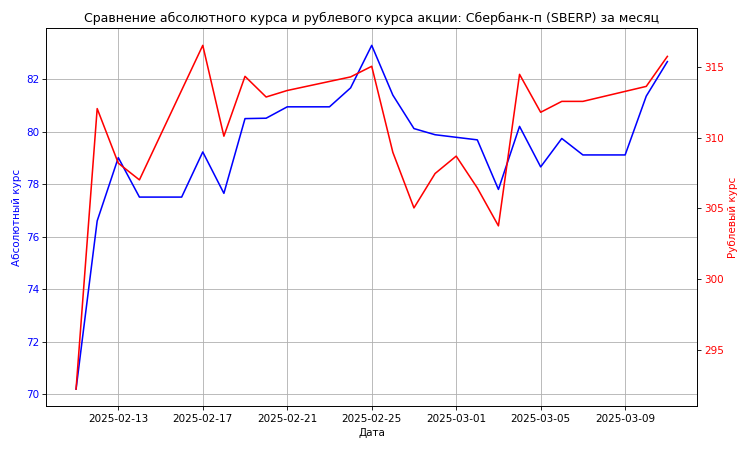 Сравнение абсолютного курса и рублевого курса акции: Сбербанк-п (SBERP) за месяц
Абсолютный курс
82
80
78
76
74
72
70
315
310
305
300
295
Рублевый курс
2025-02-13 2025-02-17 2025-02-21 2025-02-25 2025-03-01 2025-03-05 2025-03-09
Дата